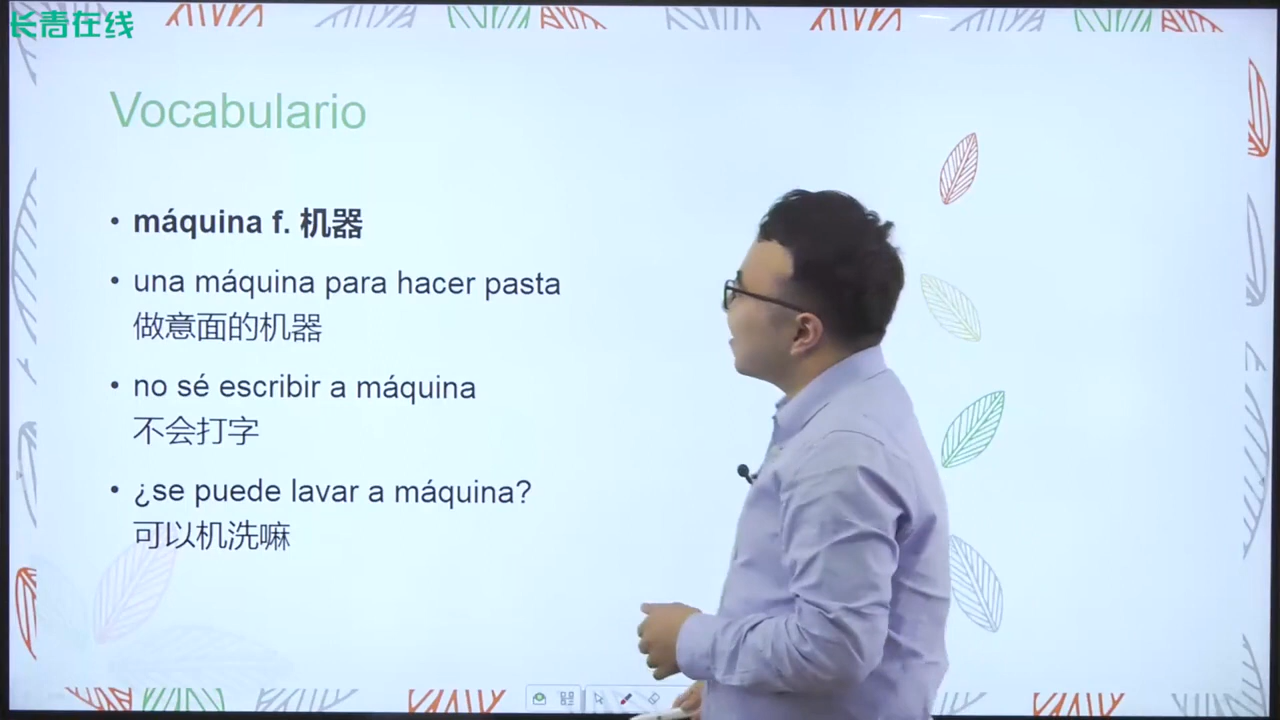 长青在线
Vocabulario
• máquina f. 机器
• una máquina para hacer pasta
做意面的机器
• no sé escribir a máquina
不会打字
• ¿se puede lavar a máquina?
可以机洗嘛